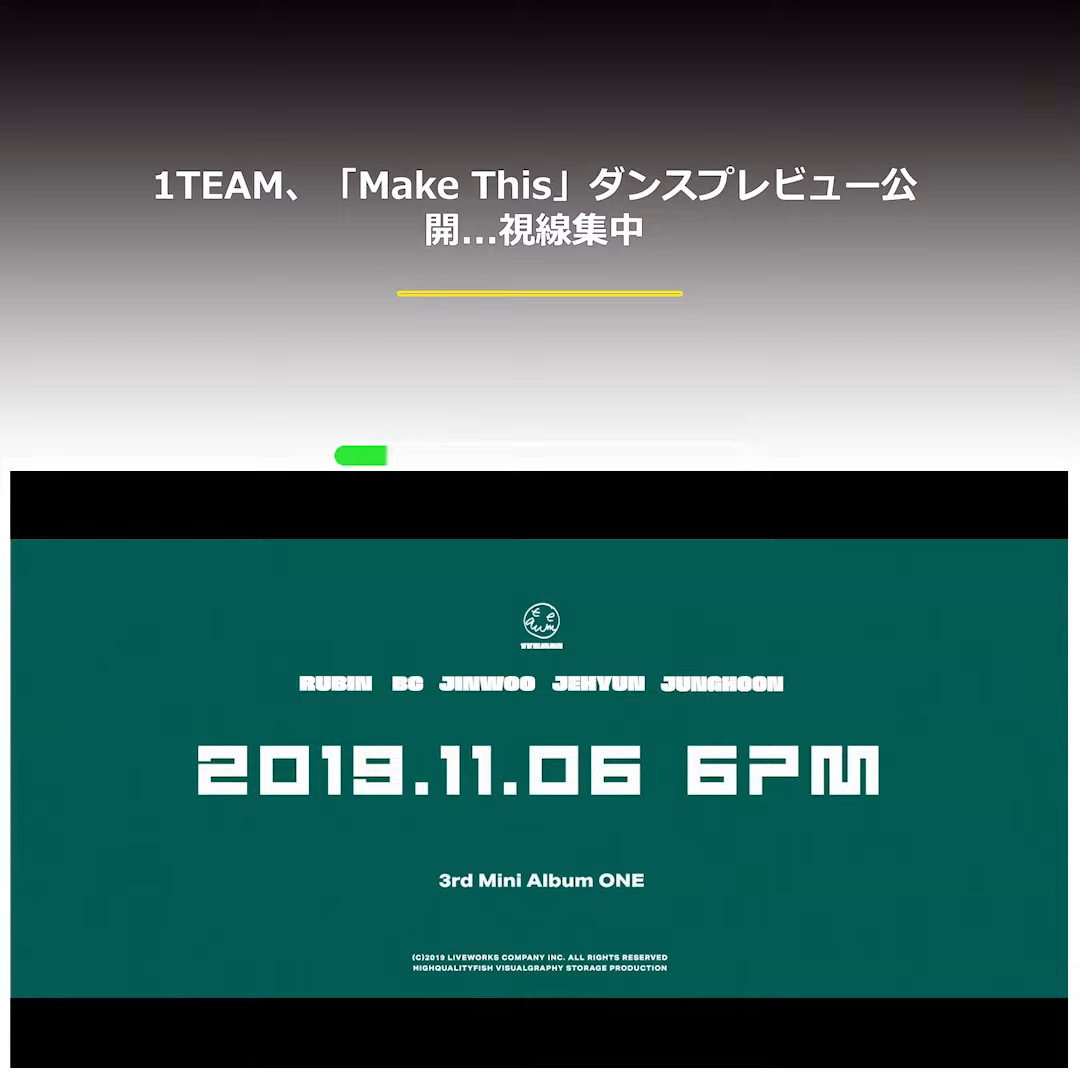 1TEAM、「Make This」ダンスプレビュー公
開...視線集中
1TEAM
RUBIN BC JINWOO JEHYUN JUNGHOON
2019.11.06 6PM
3rd Mini Album ONE
(C)2019 LIVEWORKS COMPANY INC. ALL RIGHTS RESERVED
HIGHQUALITYFISH VISUALGRAPHY STORAGE PRODUCTION